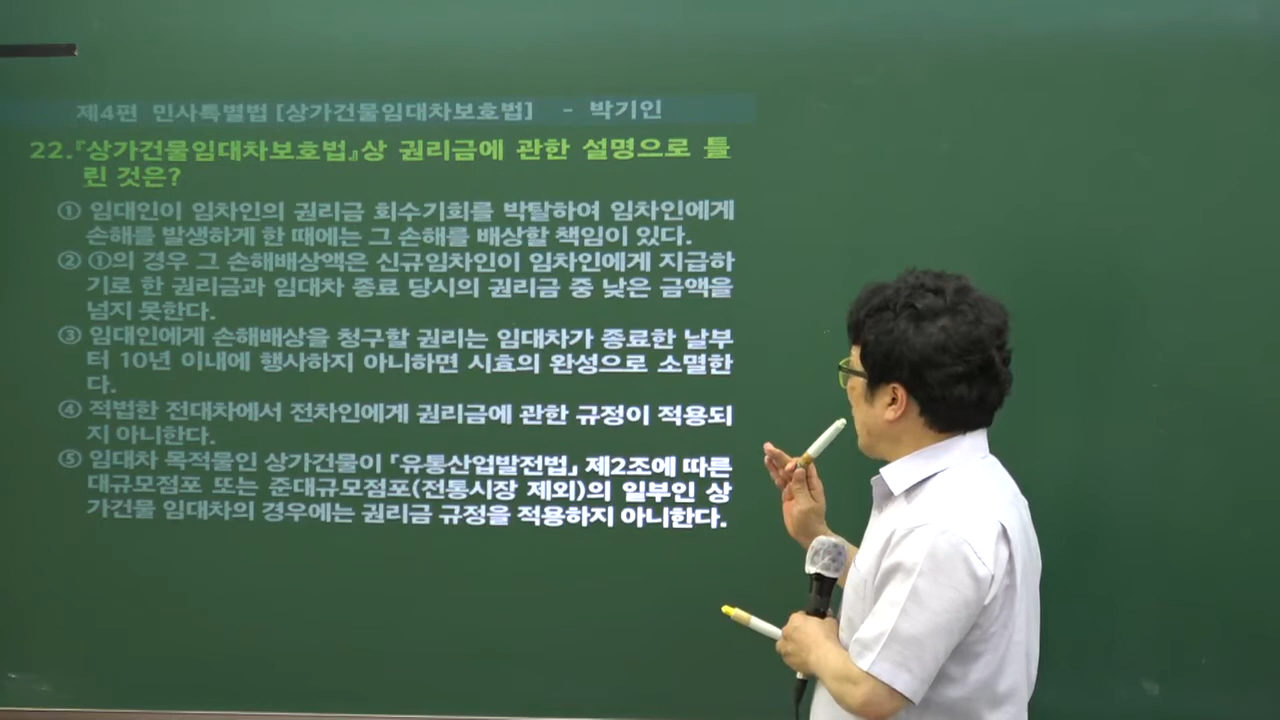 제4편 민사특별법 [상가건물임대차보호법] - 박기인
22.『상가건물임대차보호법』상 권리금에 관한 설명으로 틀
린 것은?
① 임대인이 임차인의 권리금 회수기회를 박탈하여 임차인에게
손해를 발생하게 한 때에는 그 손해를 배상할 책임이 있다.
② ①의 경우 그 손해배상액은 신규임차인이 임차인에게 지급하
기로 한 권리금과 임대차 종료 당시의 권리금 중 낮은 금액을
넘지 못한다.
③ 임대인에게 손해배상을 청구할 권리는 임대차가 종료한 날부
터 10년 이내에 행사하지 아니하면 시효의 완성으로 소멸한
다.
④ 적법한 전대차에서 전차인에게 권리금에 관한 규정이 적용되
지 아니한다.
⑤ 임대차 목적물인 상가건물이 「유통산업발전법」 제2조에 따른
대규모점포 또는 준대규모점포(전통시장 제외)의 일부인 상
가건물 임대차의 경우에는 권리금 규정을 적용하지 아니한다.